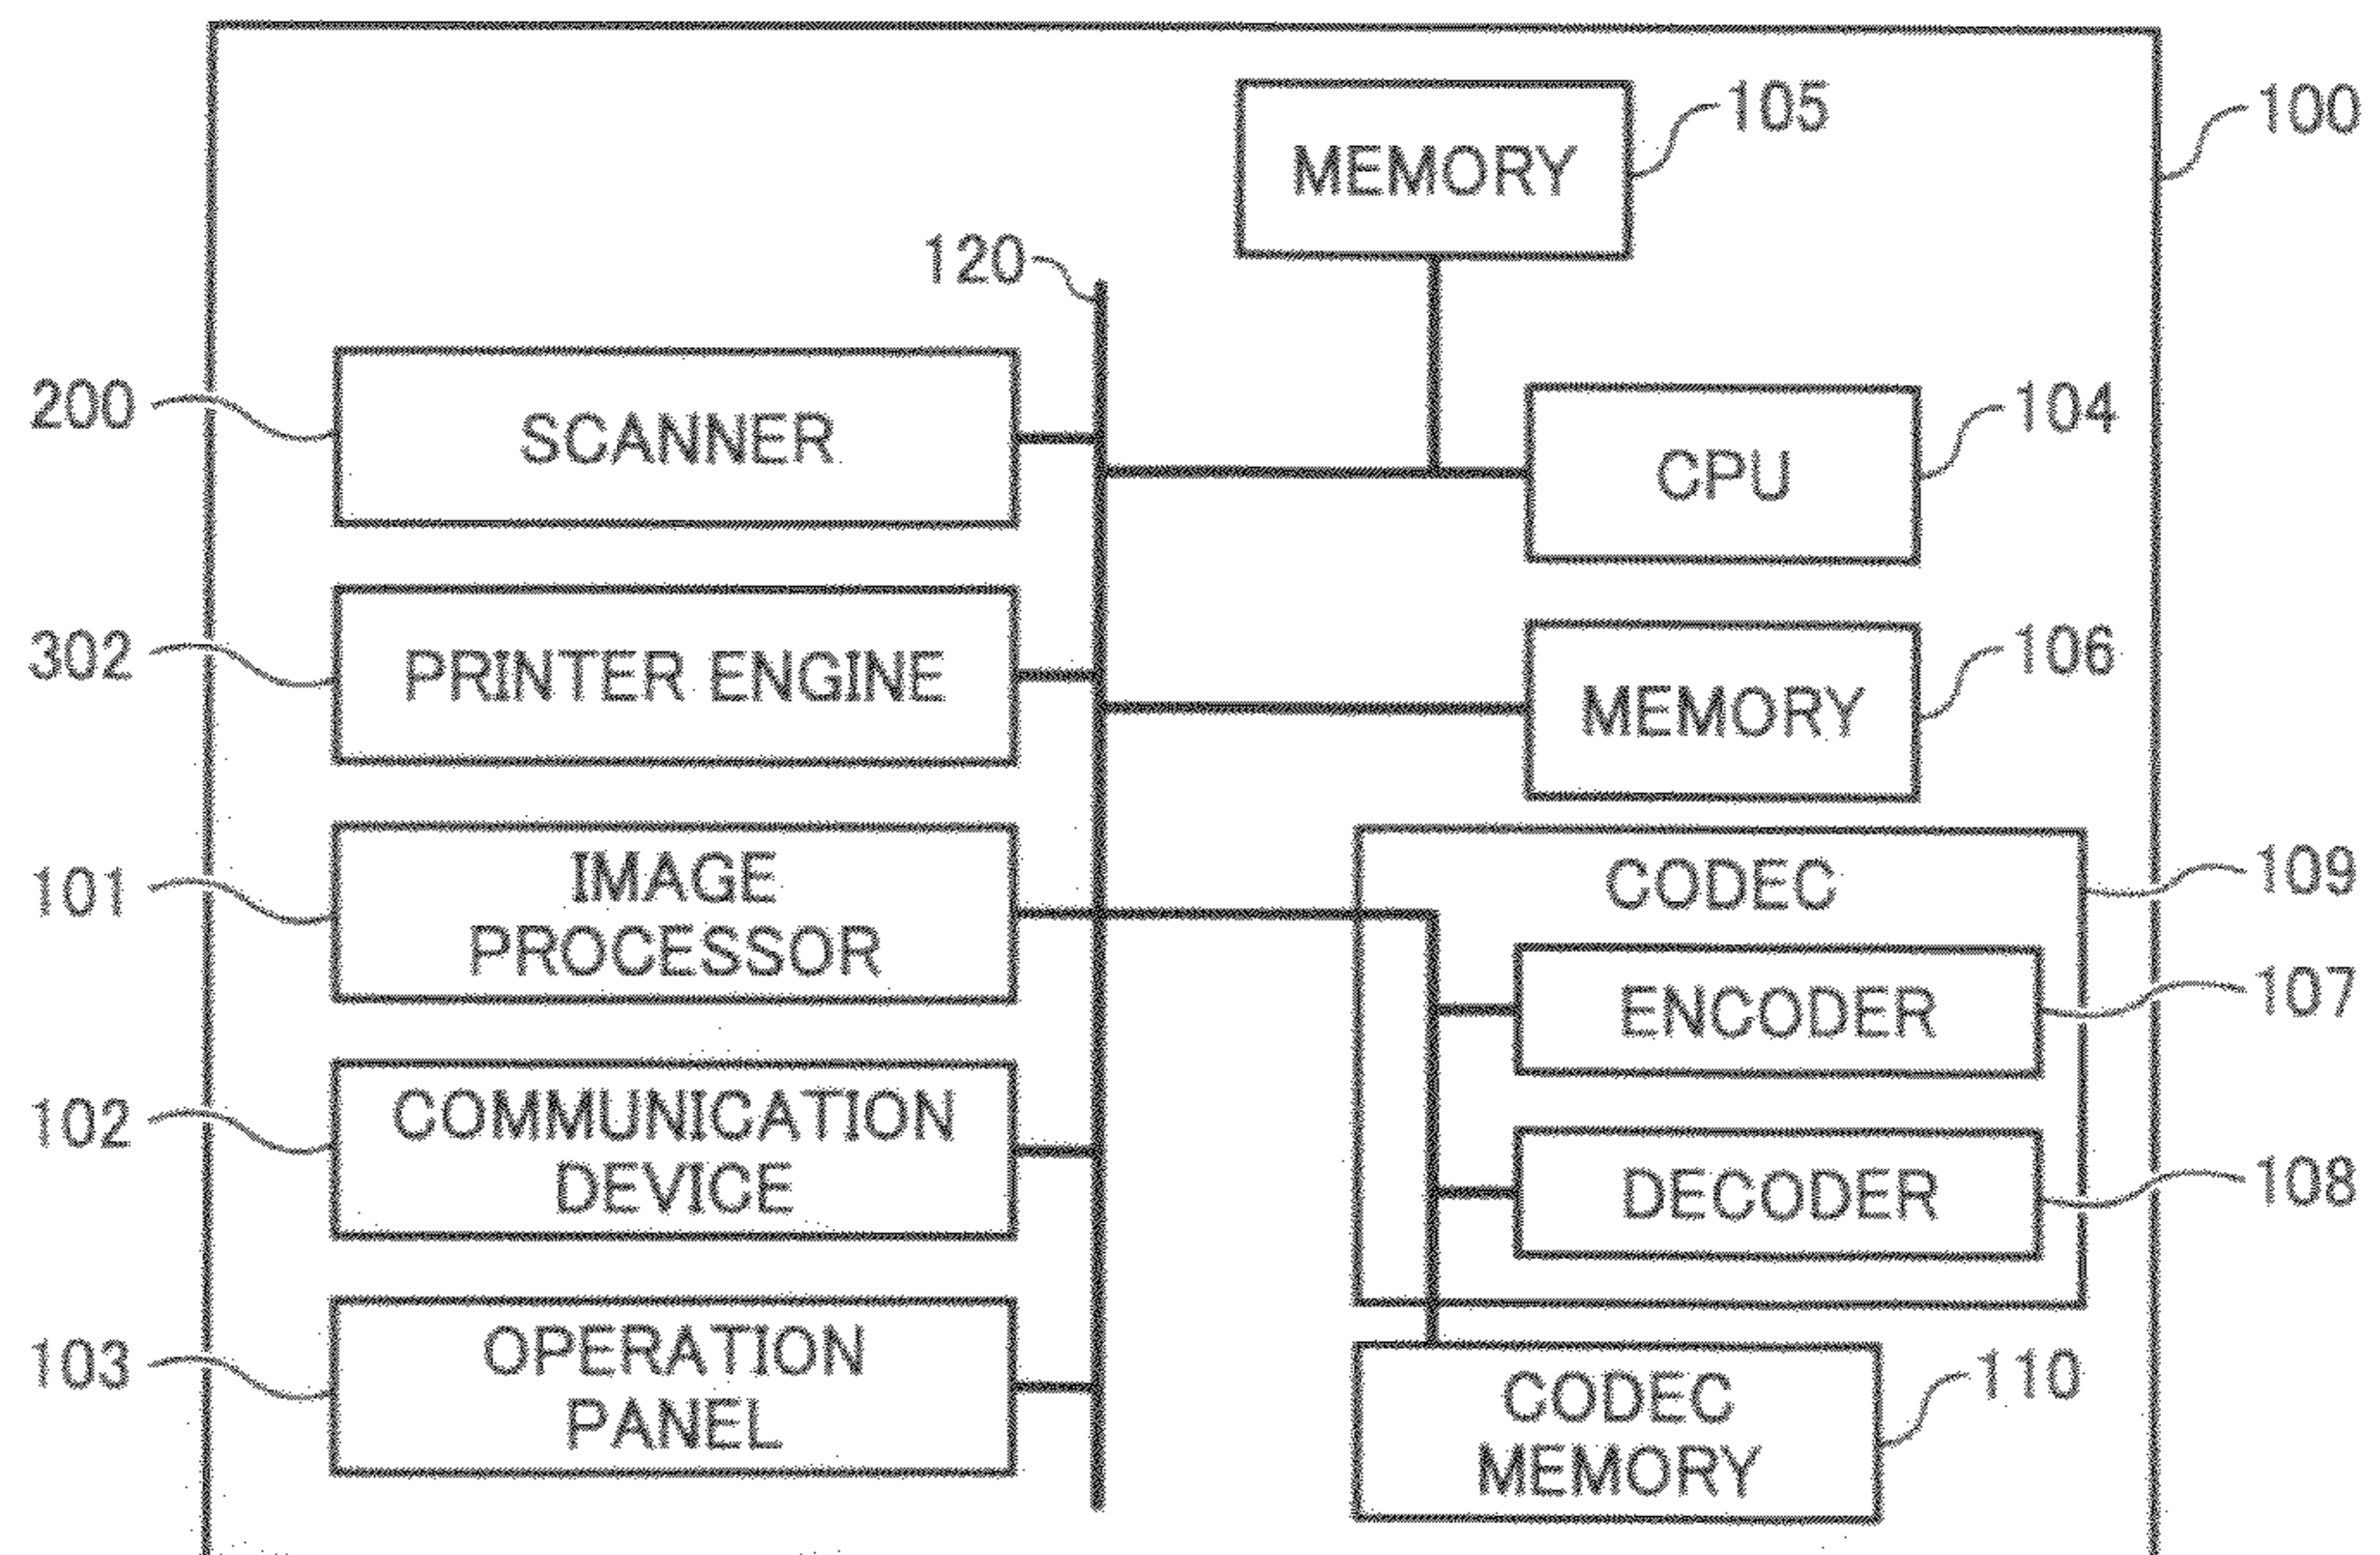 105
100
MEMORY
120
200
SCANNER
104
CPU
302
PRINTER ENGINE
106
MEMORY
101
IMAGE
PROCESSOR
CODEC
109
ENCODER
107
102
COMMUNICATION
DEVICE
DECODER
108
103
OPERATION
PANEL
CODEC
MEMORY
110